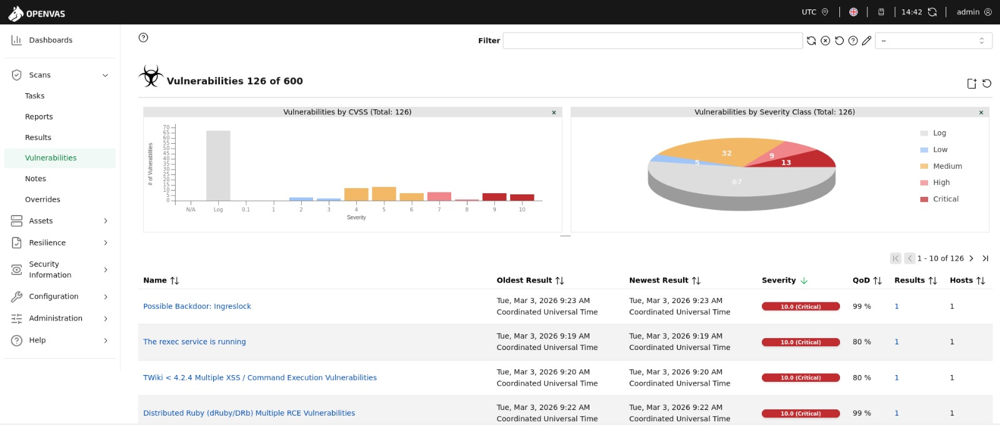 OPENVAS
UTC
14:42
admin
Dashboards
Scans
Tasks
Reports
Results
Vulnerabilities
Notes
Overrides
Assets
Resilience
Security
Information
Configuration
Administration
Help
Filter
--
Vulnerabilities 126 of 600
Vulnerabilities by CVSS (Total: 126)
×
# of Vulnerabilities
70
65
60
55
50
45
40
35
30
25
20
15
10
5
0
N/A Log 0.1 1 2 3 4 5 6 7 8 9 10
Severity
Vulnerabilities by Severity Class (Total: 126)
×
32
9
5
13
67
Log
Low
Medium
High
Critical
1 - 10 of 126
Name Oldest Result Newest Result Severity QoD Results Hosts
Possible Backdoor: Ingreslock
Tue, Mar 3, 2026 9:23 AM
Coordinated Universal Time
Tue, Mar 3, 2026 9:23 AM
Coordinated Universal Time
10.0 (Critical)
99 %
1
1
The rexec service is running
Tue, Mar 3, 2026 9:19 AM
Coordinated Universal Time
Tue, Mar 3, 2026 9:19 AM
Coordinated Universal Time
10.0 (Critical)
80 %
1
1
TWiki < 4.2.4 Multiple XSS / Command Execution Vulnerabilities
Tue, Mar 3, 2026 9:20 AM
Coordinated Universal Time
Tue, Mar 3, 2026 9:20 AM
Coordinated Universal Time
10.0 (Critical)
80 %
1
1
Distributed Ruby (dRuby/DRb) Multiple RCE Vulnerabilities
Tue, Mar 3, 2026 9:22 AM
Coordinated Universal Time
Tue, Mar 3, 2026 9:22 AM
Coordinated Universal Time
10.0 (Critical)
99 %
1
1